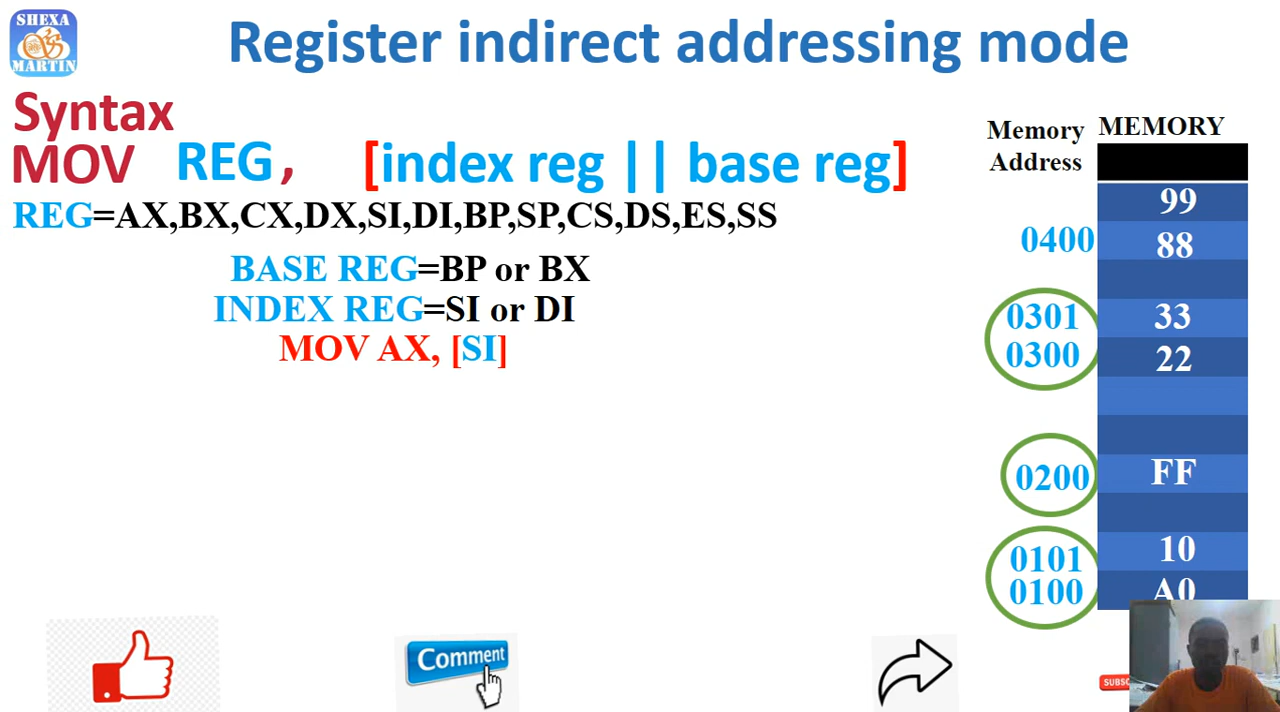 SHEXA
MARTIN
Register indirect addressing mode
Syntax
MOV REG, [index reg || base reg]
REG=AX,BX,CX,DX,SI,DI,BP,SP,CS,DS,ES,SS
BASE REG=BP or BX
INDEX REG=SI or DI
MOV AX, [SI]
Memory
Address
MEMORY
99
0400 88
0301 33
0300 22
0200 FF
0101 10
0100 A0
Comment